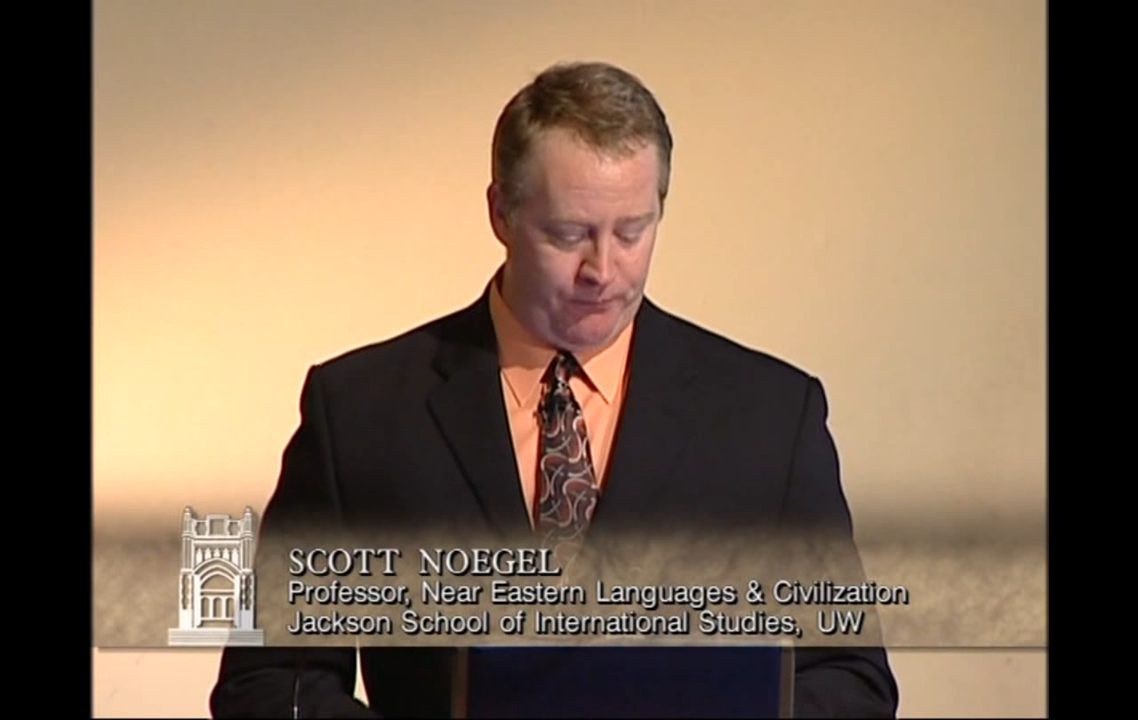 SCOTT NOEGEL
Professor, Near Eastern Languages & Civilization
Jackson School of International Studies, UW